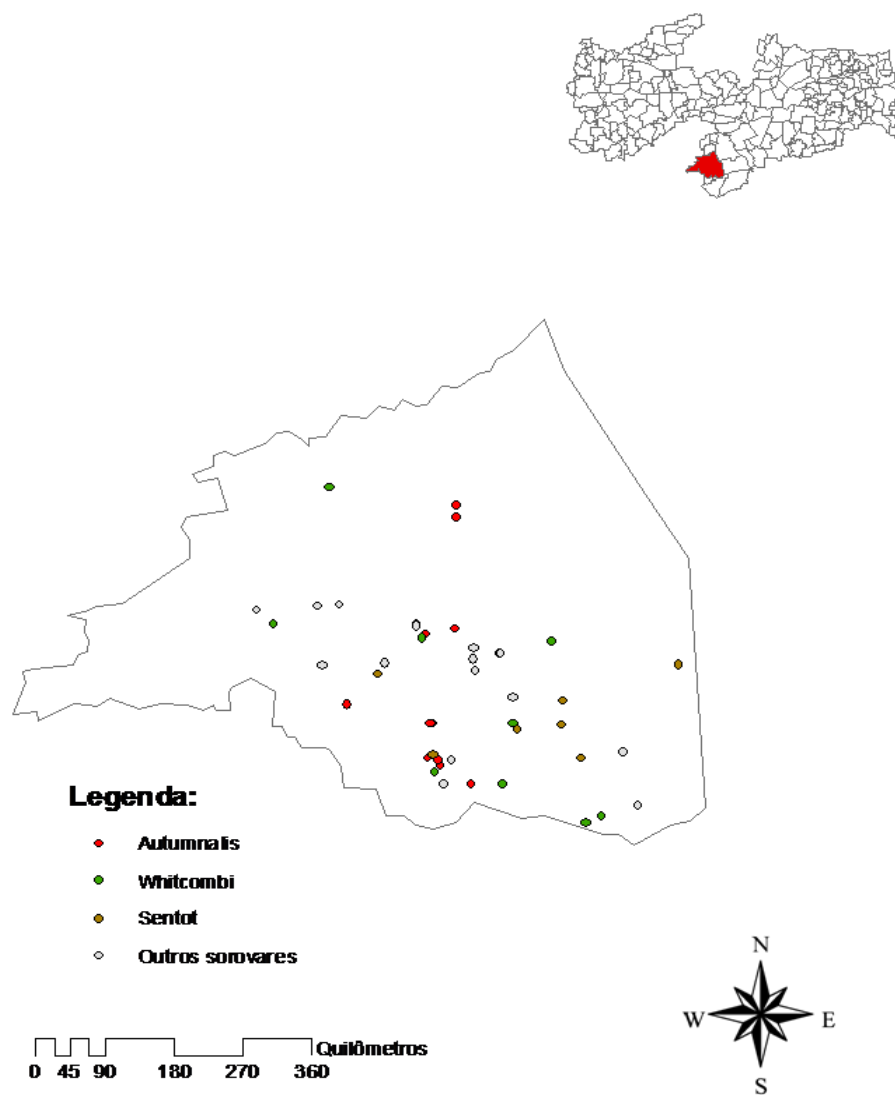 Legenda:
Autumnalis
Whitcombi
Sentot
Outros sorovares
Quilômetros
0 45 90 180 270 360
N
W E
S